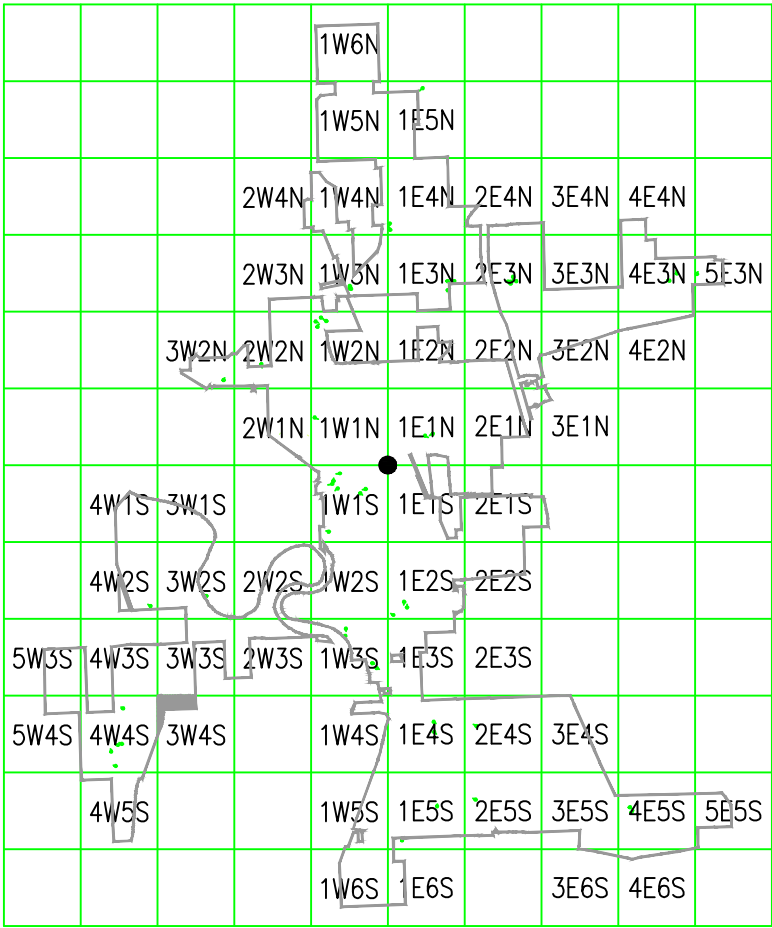 1W6N
1W5N 1E5N
2W4N 1W4N 1E4N 2E4N 3E4N 4E4N
2W3N 1W3N 1E3N 2E3N 3E3N 4E3N 5E3N
3W2N 2W2N 1W2N 1E2N 2E2N 3E2N 4E2N
2W1N 1W1N 1E1N 2E1N 3E1N
4W1S 3W1S 1W1S 1E1S 2E1S
4W2S 3W2S 2W2S 1W2S 1E2S 2E2S
5W3S 4W3S 3W3S 2W3S 1W3S 1E3S 2E3S
5W4S 4W4S 3W4S 1W4S 1E4S 2E4S 3E4S
4W5S 1W5S 1E5S 2E5S 3E5S 4E5S 5E5S
1W6S 1E6S 3E6S 4E6S